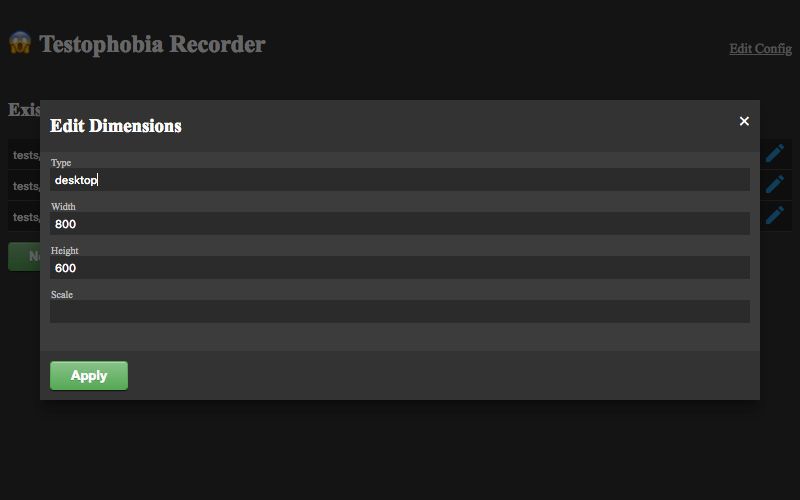 😱 Testophobia Recorder
Edit Config
Exis
Edit Dimensions
×
tests,
Type
desktop
tests,
Width
800
tests,
Height
600
Scale
Apply